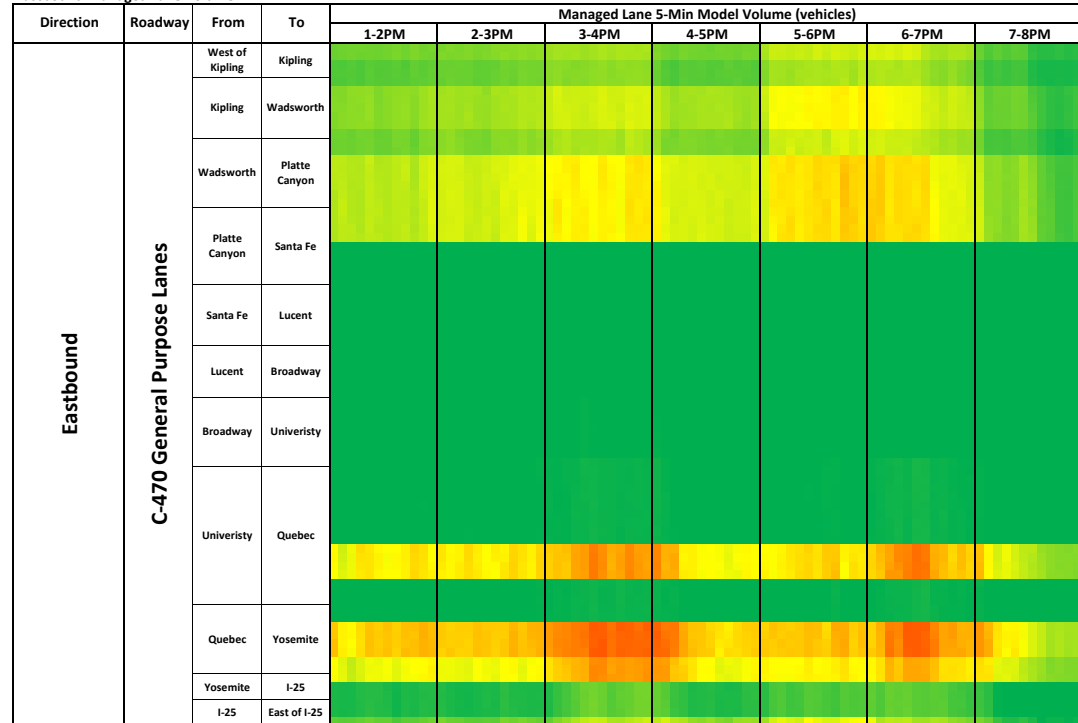 Direction Roadway From To Managed Lane 5-Min Model Volume (vehicles)
1-2PM 2-3PM 3-4PM 4-5PM 5-6PM 6-7PM 7-8PM
Eastbound
C-470 General Purpose Lanes
West of
Kipling
Kipling
Kipling Wadsworth
Wadsworth
Platte
Canyon
Platte
Canyon
Santa Fe
Santa Fe Lucent
Lucent Broadway
Broadway Univeristy
Univeristy Quebec
Quebec Yosemite
Yosemite I-25
I-25 East of I-25